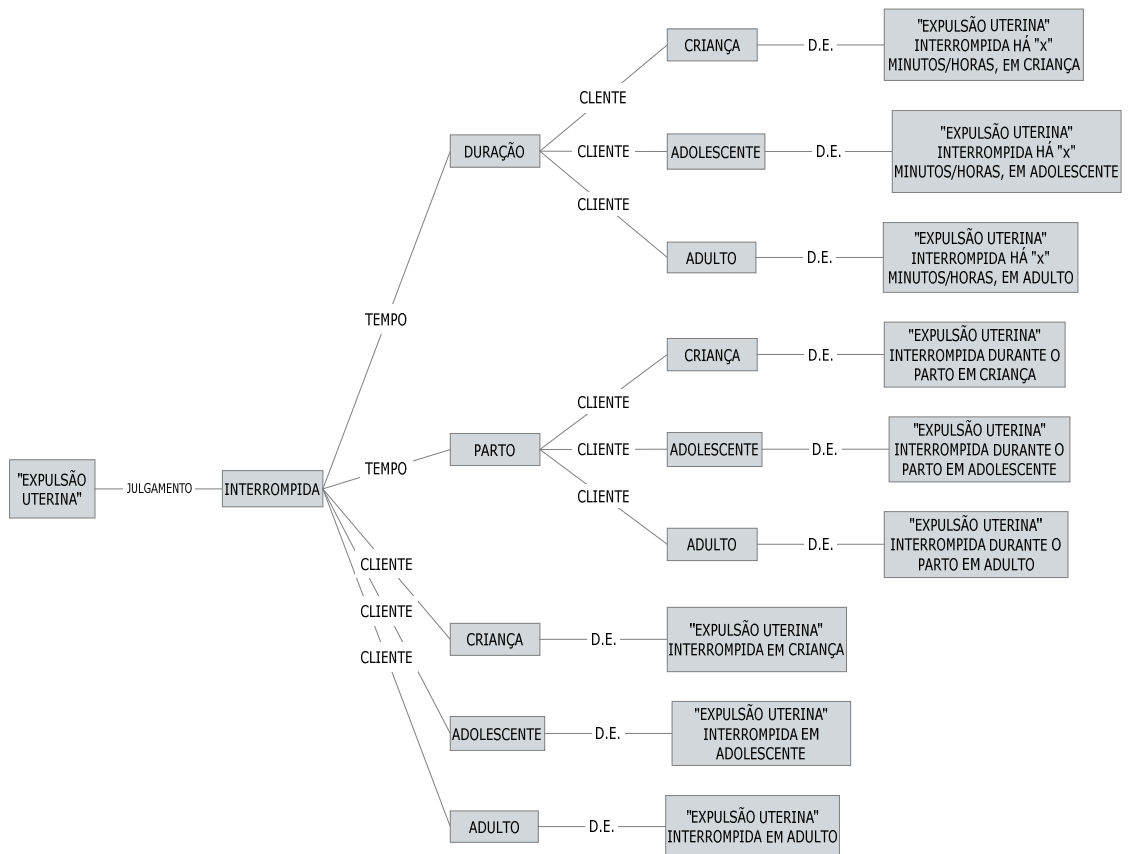 "EXPULSÃO
UTERINA"
JULGAMENTO
INTERROMPIDA
TEMPO
DURAÇÃO
CLENTE
CRIANÇA
D.E.
"EXPULSÃO UTERINA"
INTERROMPIDA HÁ "x"
MINUTOS/HORAS, EM CRIANÇA
CLIENTE
ADOLESCENTE
D.E.
"EXPULSÃO UTERINA"
INTERROMPIDA HÁ "x"
MINUTOS/HORAS, EM ADOLESCENTE
CLIENTE
ADULTO
D.E.
"EXPULSÃO UTERINA"
INTERROMPIDA HÁ "x"
MINUTOS/HORAS, EM ADULTO
TEMPO
PARTO
CLIENTE
CRIANÇA
D.E.
"EXPULSÃO UTERINA"
INTERROMPIDA DURANTE O
PARTO EM CRIANÇA
CLIENTE
ADOLESCENTE
D.E.
"EXPULSÃO UTERINA"
INTERROMPIDA DURANTE O
PARTO EM ADOLESCENTE
CLIENTE
ADULTO
D.E.
"EXPULSÃO UTERINA"
INTERROMPIDA DURANTE O
PARTO EM ADULTO
CLIENTE
CRIANÇA
D.E.
"EXPULSÃO UTERINA"
INTERROMPIDA EM CRIANÇA
CLIENTE
ADOLESCENTE
D.E.
"EXPULSÃO UTERINA"
INTERROMPIDA EM
ADOLESCENTE
CLIENTE
ADULTO
D.E.
"EXPULSÃO UTERINA"
INTERROMPIDA EM ADULTO